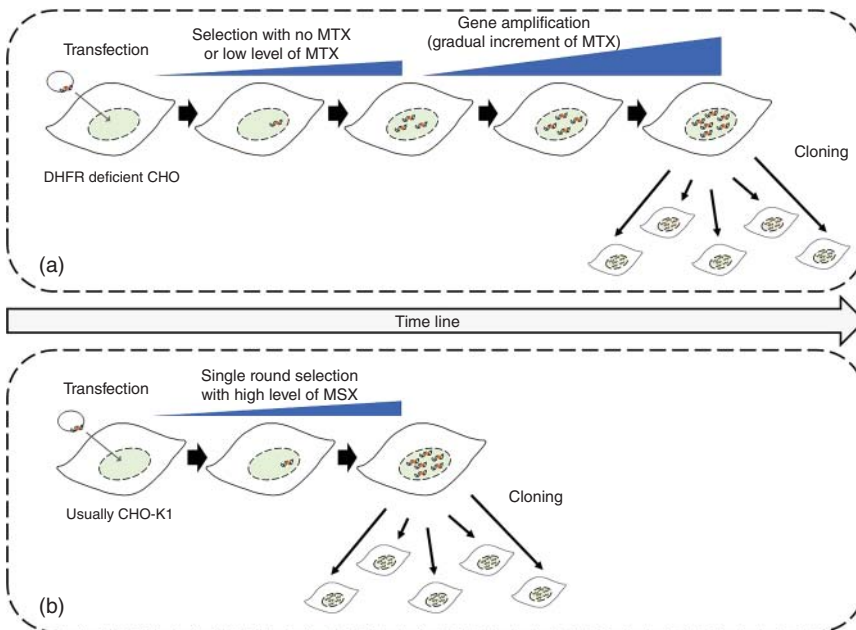 Transfection
Selection with no MTX
or low level of MTX
Gene amplification
(gradual increment of MTX)
DHFR deficient CHO
Cloning
(a)
Time line
Transfection
Single round selection
with high level of MSX
Usually CHO-K1
Cloning
(b)